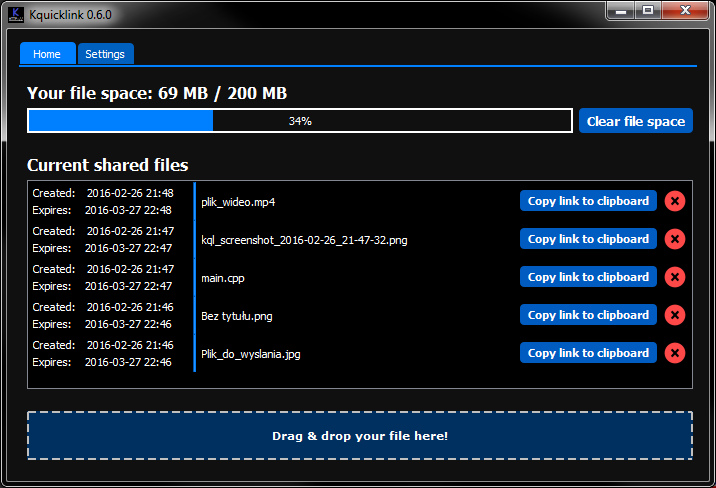 Kquicklink 0.6.0
Home
Settings
Your file space: 69 MB / 200 MB
34%
Clear file space
Current shared files
Created: 2016-02-26 21:48
Expires: 2016-03-27 22:48
plik_wideo.mp4
Copy link to clipboard
Created: 2016-02-26 21:47
Expires: 2016-03-27 22:47
kql_screenshot_2016-02-26_21-47-32.png
Copy link to clipboard
Created: 2016-02-26 21:47
Expires: 2016-03-27 22:47
main.cpp
Copy link to clipboard
Created: 2016-02-26 21:46
Expires: 2016-03-27 22:46
Bez tytułu.png
Copy link to clipboard
Created: 2016-02-26 21:46
Expires: 2016-03-27 22:46
Plik_do_wyslania.jpg
Copy link to clipboard
Drag & drop your file here!